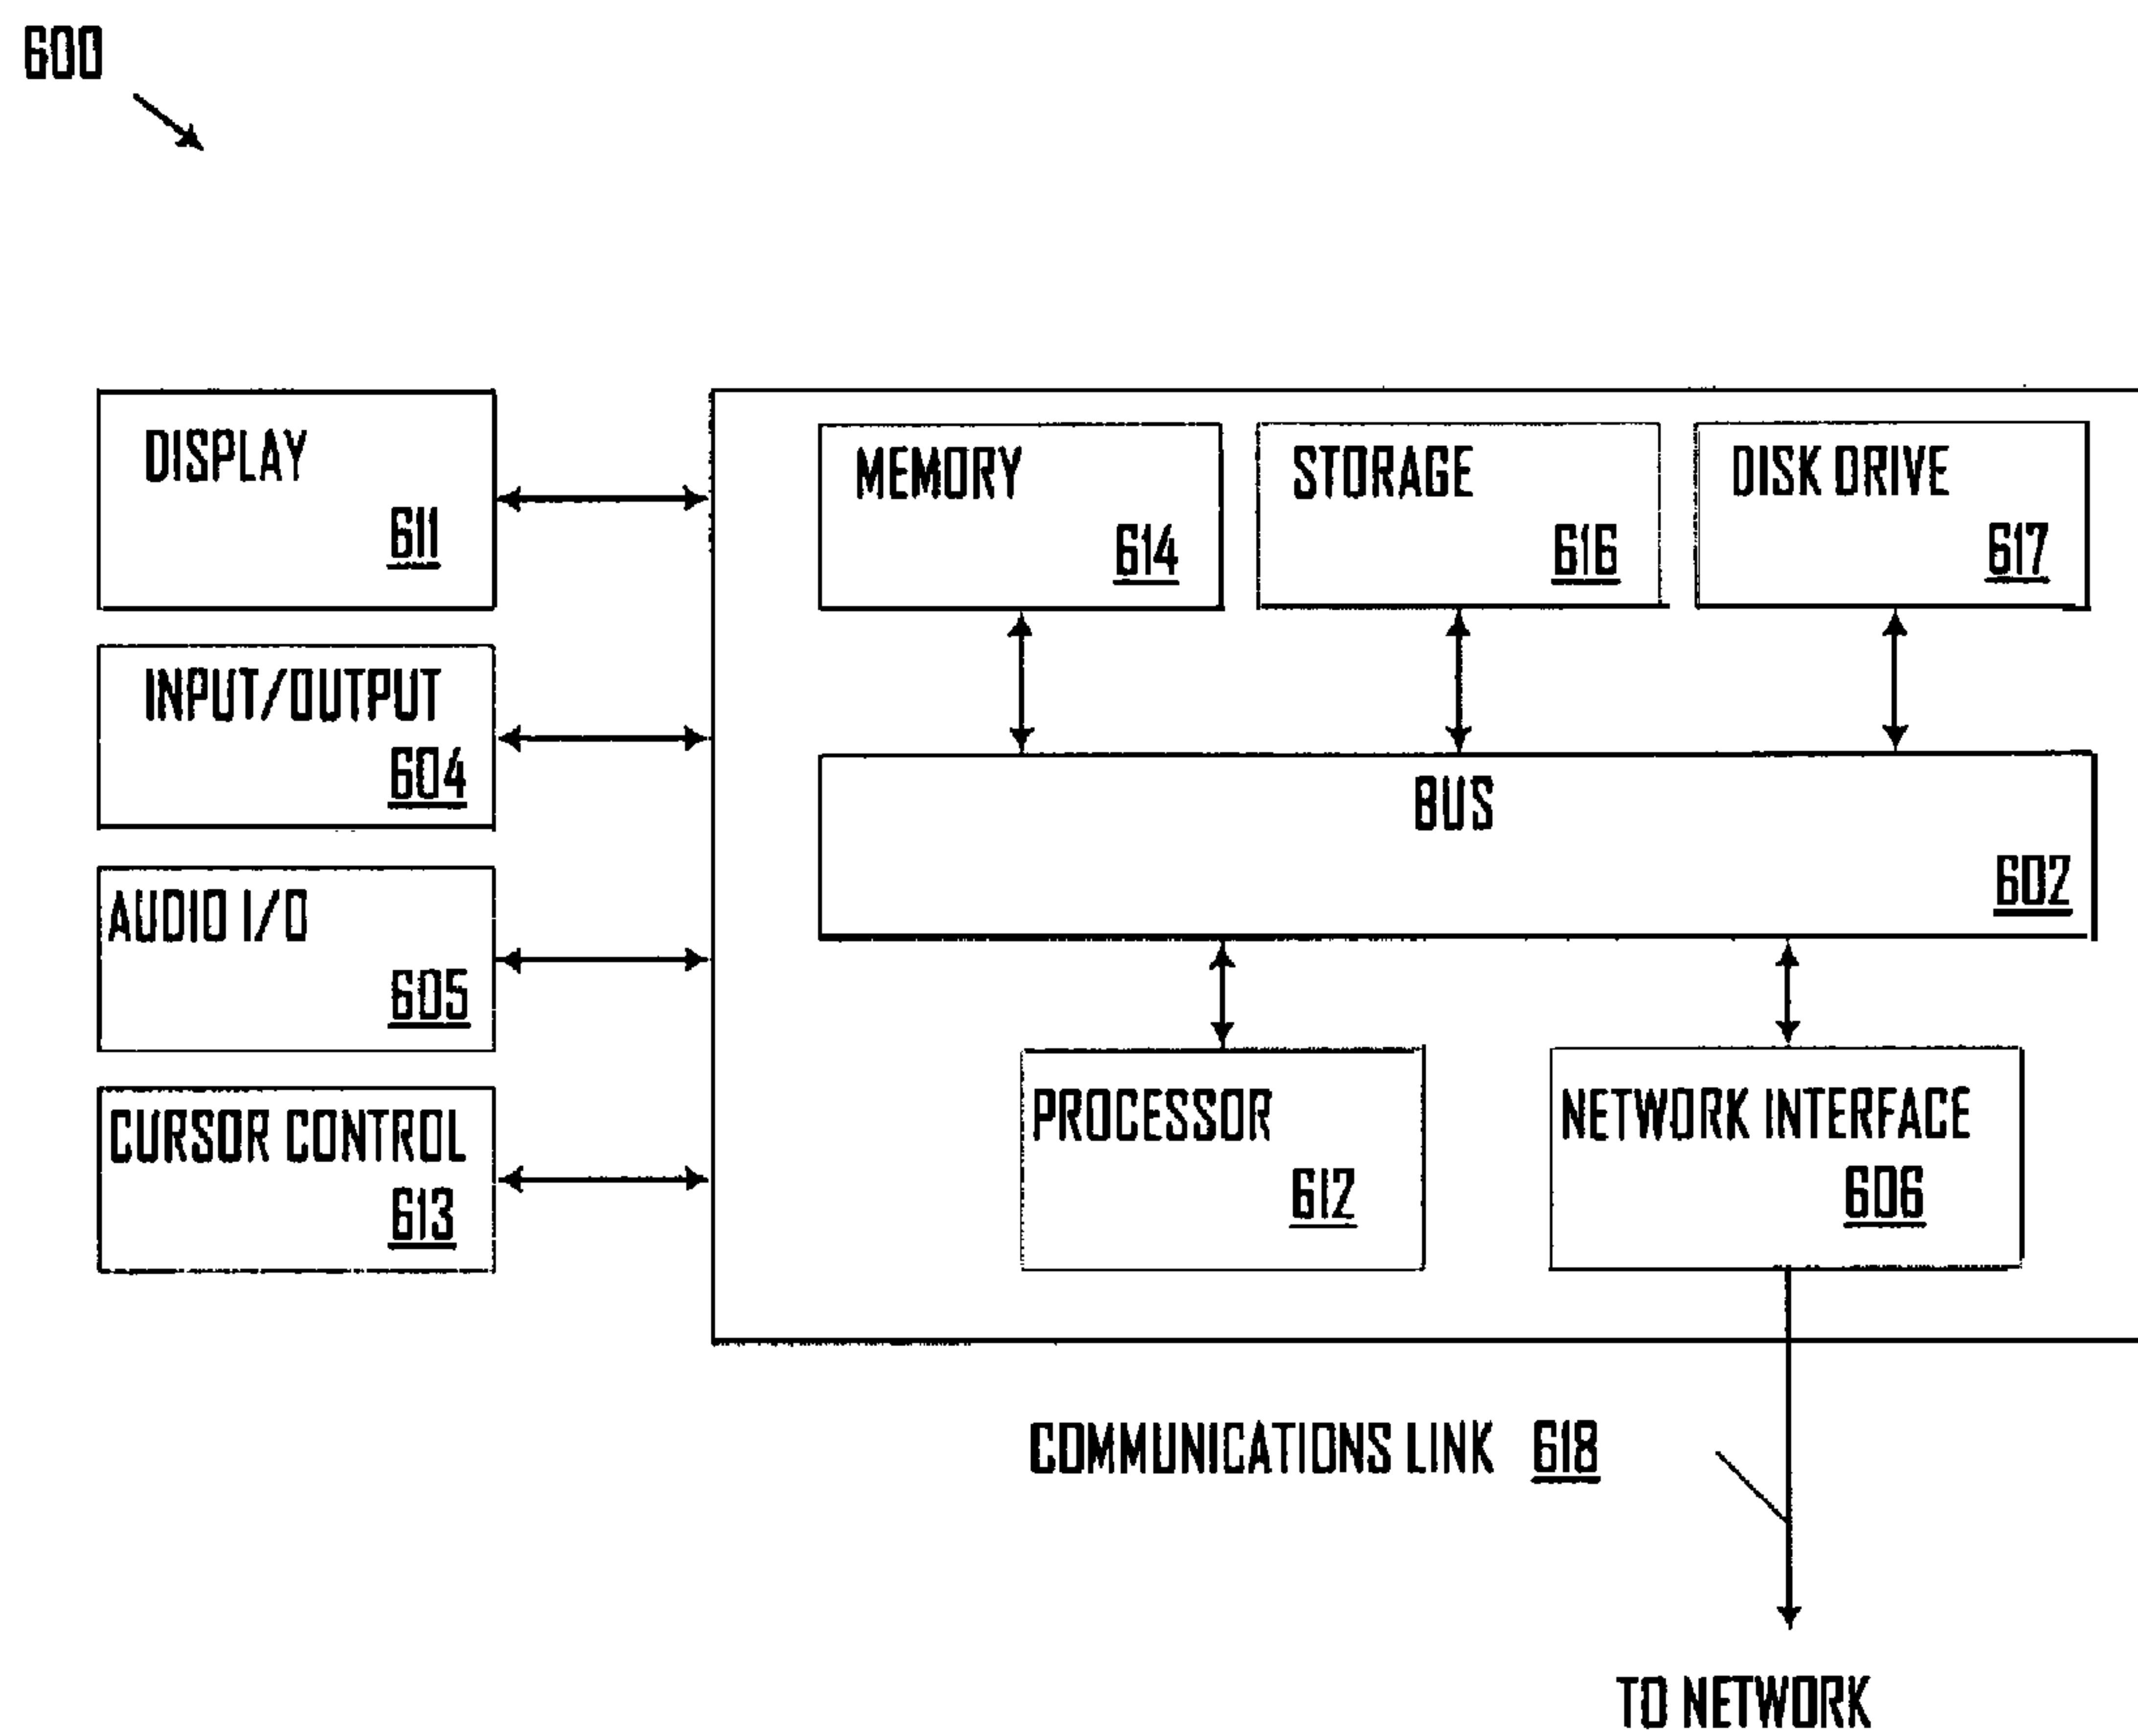 600
DISPLAY
611
INPUT/OUTPUT
604
AUDIO I/O
605
CURSOR CONTROL
613
MEMORY
614
STORAGE
616
DISK DRIVE
617
BUS
602
PROCESSOR
612
NETWORK INTERFACE
606
COMMUNICATIONS LINK 618
TO NETWORK